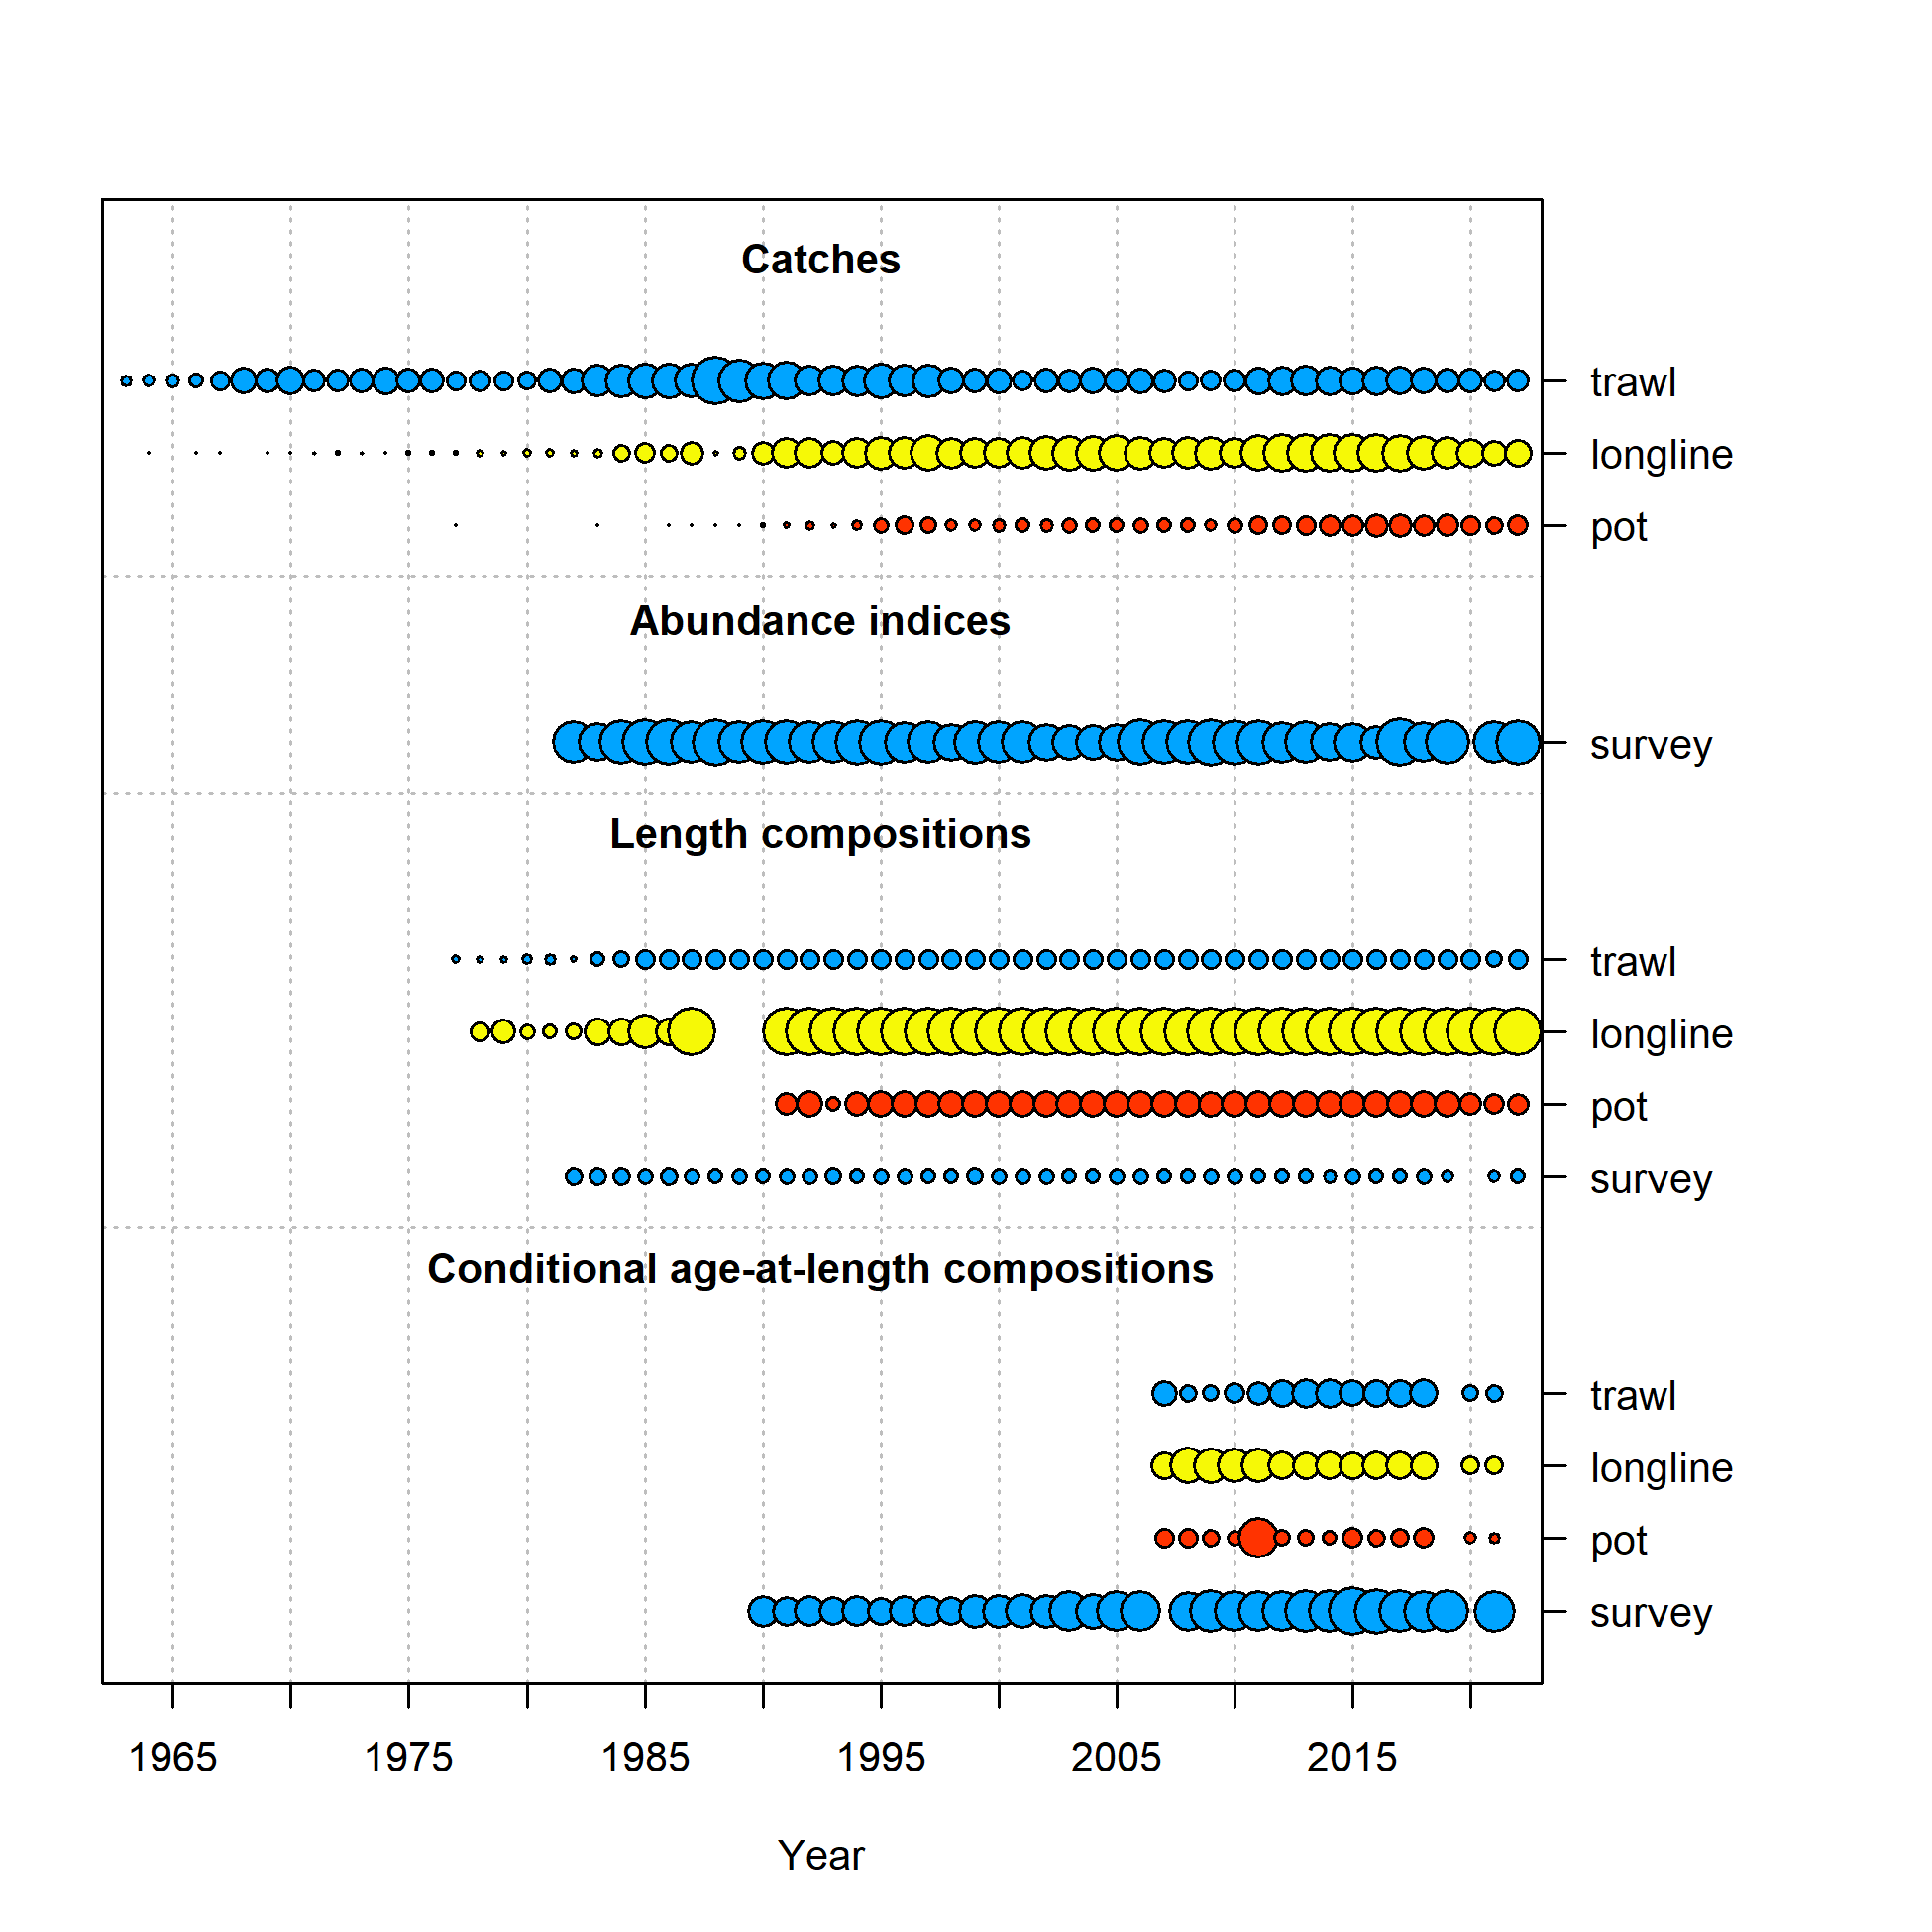 Catches
trawl
longline
pot
Abundance indices
survey
Length compositions
trawl
longline
pot
survey
Conditional age-at-length compositions
trawl
longline
pot
survey
1965 1975 1985 1995 2005 2015
Year